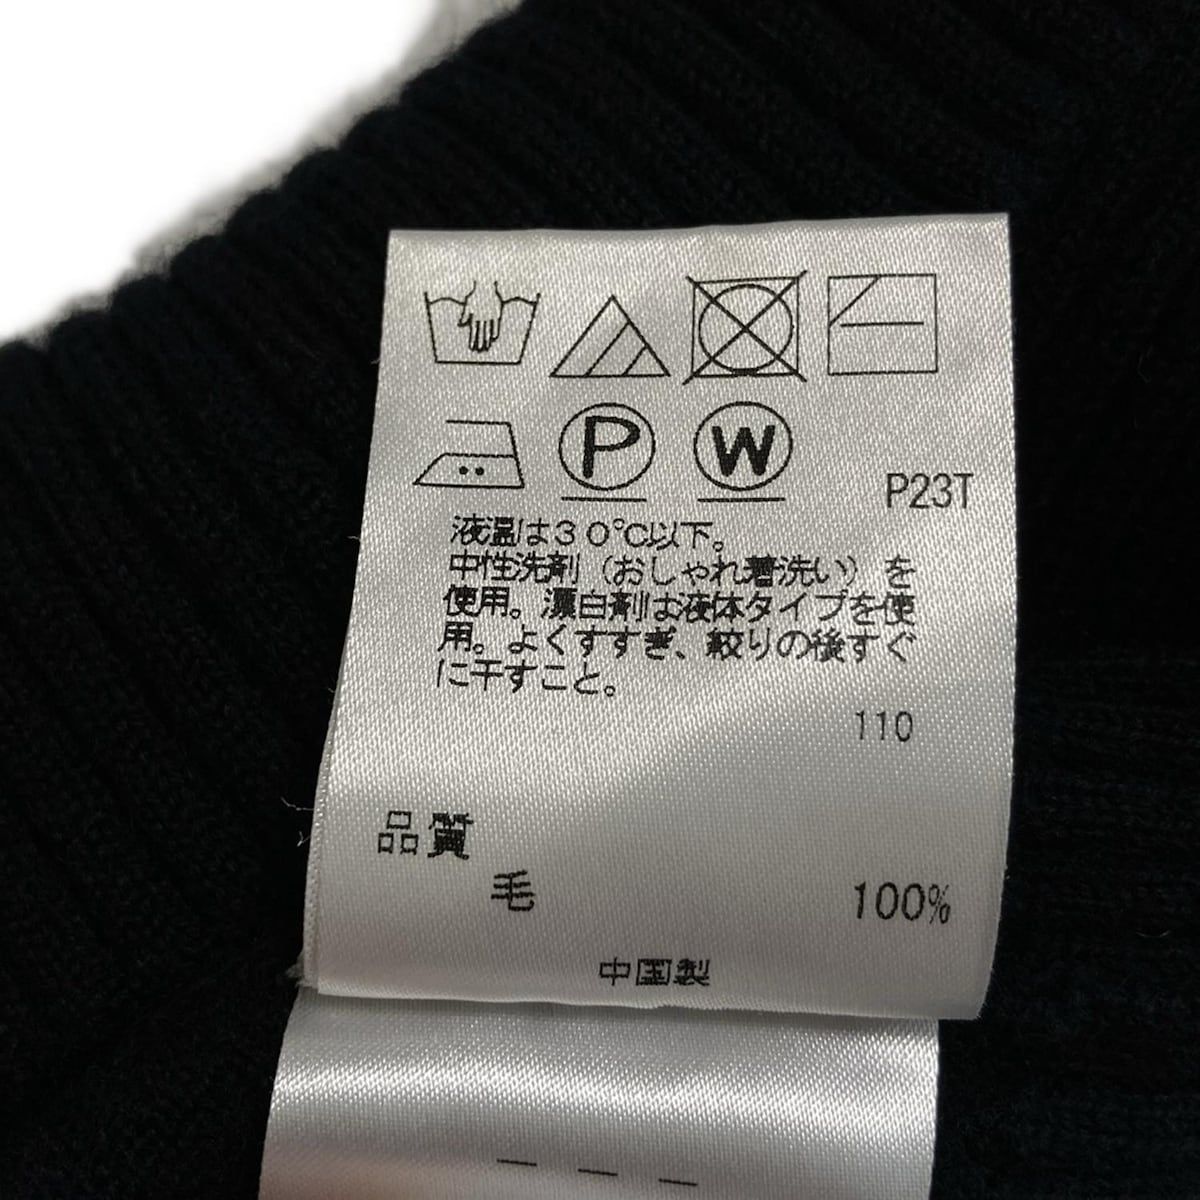 P W P23T
液温は30℃以下。
中性洗剤（おしゃれ着洗い）を
使用。漂白剤は液体タイプを使
用。よくすすぎ、絞りの後すぐ
に干すこと。
110
品質
毛 100%
中国製